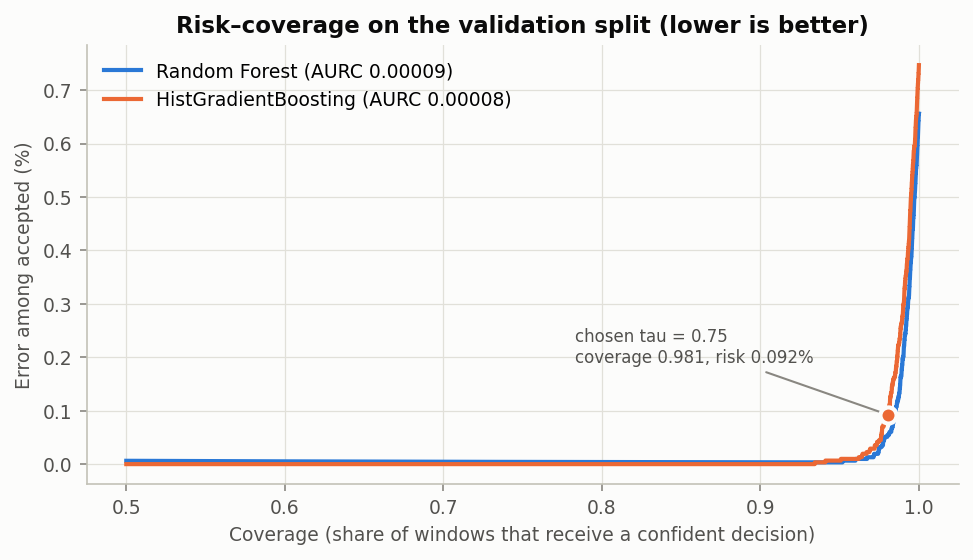 Risk–coverage on the validation split (lower is better)
Random Forest (AURC 0.00009)
HistGradientBoosting (AURC 0.00008)
Error among accepted (%)
0.7
0.6
0.5
0.4
0.3
0.2
0.1
0.0
chosen tau = 0.75
coverage 0.981, risk 0.092%
0.5 0.6 0.7 0.8 0.9 1.0
Coverage (share of windows that receive a confident decision)